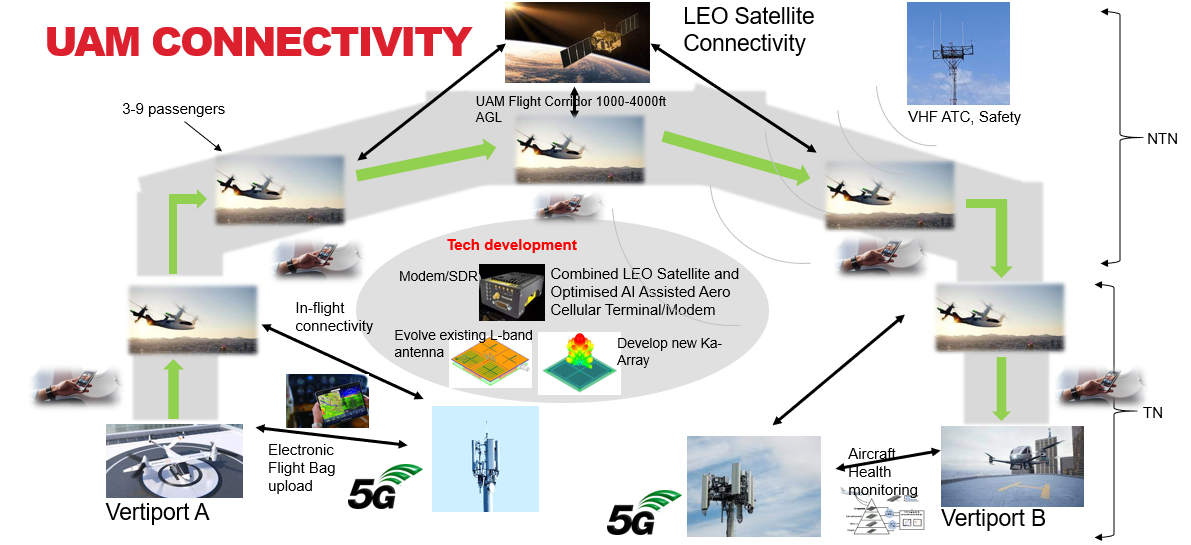 UAM CONNECTIVITY
LEO Satellite
Connectivity
3-9 passengers
UAM Flight Corridor 1000-4000ft
AGL
VHF ATC, Safety
NTN
Tech development
Modem/SDR
Combined LEO Satellite and
Optimised AI Assisted Aero
Cellular Terminal/Modem
In-flight
connectivity
Evolve existing L-band
antenna
Develop new Ka-
Array
TN
Electronic
Flight Bag
upload
5G
Vertiport A
5G
Aircraft
Health
monitoring
Vertiport B